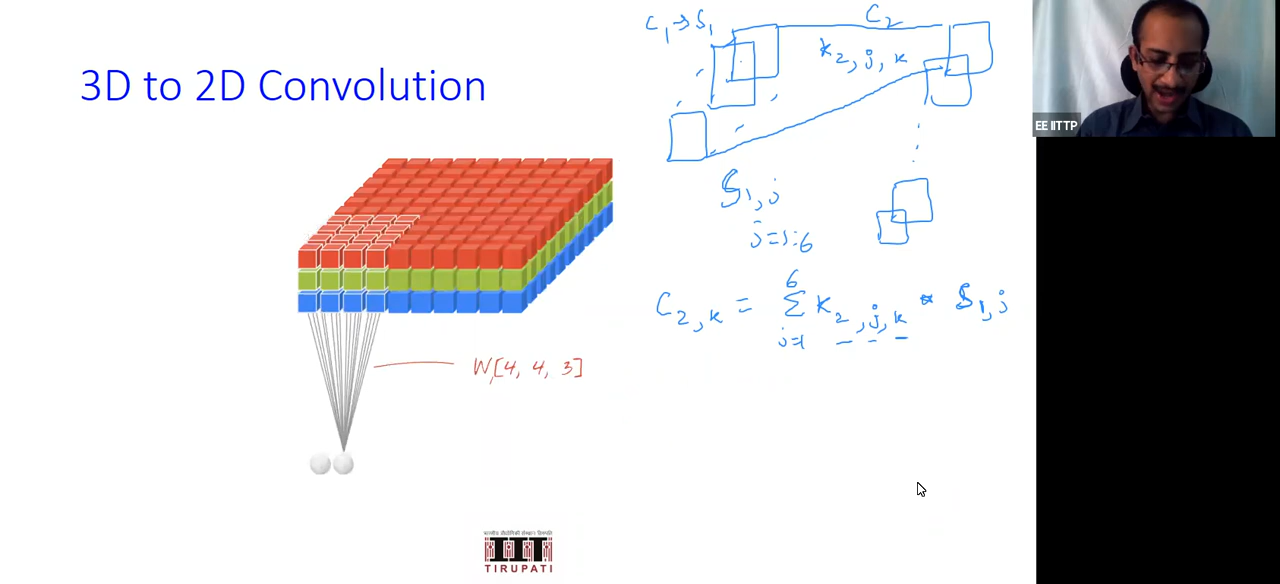 3D to 2D Convolution
C₁ → S₁
C₂
K₂,j,k
S₁,j
j=1:6
C₂,k = Σ K₂,j,k * S₁,j
6
j=1
W₁[4, 4, 3]
EE IITTP
TIRUPATI